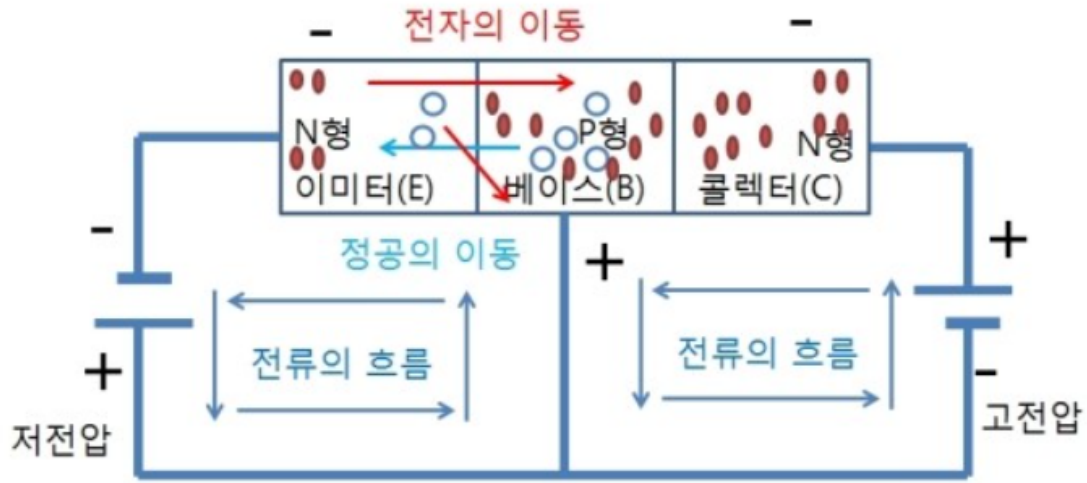 - 전자의 이동 -
N형 P형 N형
이미터(E) 베이스(B) 콜렉터(C)
- 정공의 이동 + +
전류의 흐름 전류의 흐름
+ -
저전압 고전압